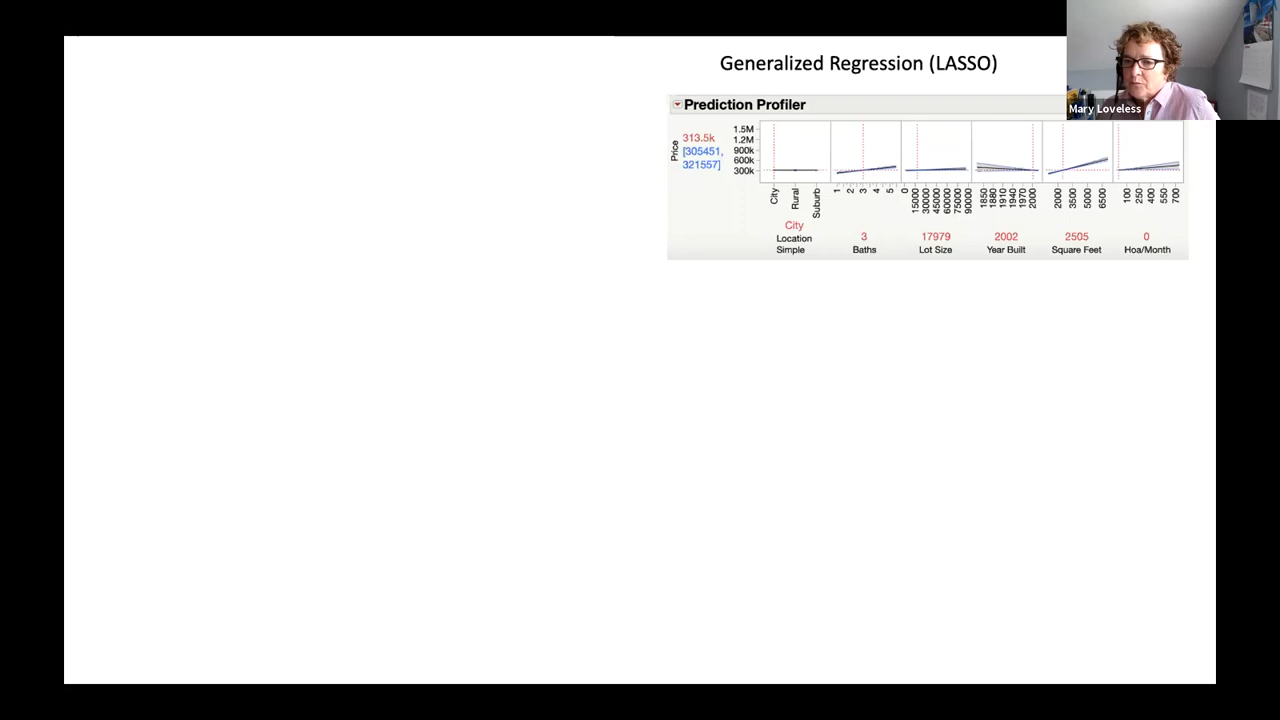 Generalized Regression (LASSO)
Mary Loveless
Prediction Profiler
Price
313.5k
[305451,
321557]
1.5M
1.2M
900k
600k
300k
City Rural Suburb
1 2 3 4 5
0 15000 30000 45000 60000 75000 90000
1850 1880 1910 1940 1970 2000
2000 3500 5000 6500
100 250 400 550 700
City 3 17979 2002 2505 0
Location Simple
Baths Lot Size Year Built Square Feet Hoa/Month